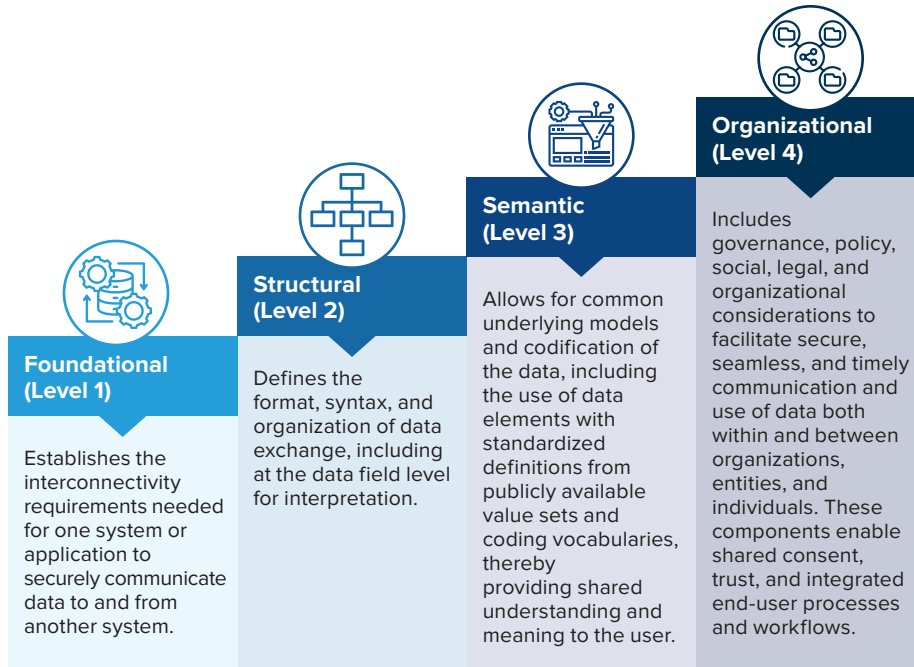 Foundational
(Level 1)
Establishes the
interconnectivity
requirements needed
for one system or
application to
securely communicate
data to and from
another system.
Structural
(Level 2)
Defines the
format, syntax, and
organization of data
exchange, including
at the data field level
for interpretation.
Semantic
(Level 3)
Allows for common
underlying models
and codification of
the data, including
the use of data
elements with
standardized
definitions from
publicly available
value sets and
coding vocabularies,
thereby
providing shared
understanding and
meaning to the user.
Organizational
(Level 4)
Includes
governance, policy,
social, legal, and
organizational
considerations to
facilitate secure,
seamless, and timely
communication and
use of data both
within and between
organizations,
entities, and
individuals. These
components enable
shared consent,
trust, and integrated
end-user processes
and workflows.